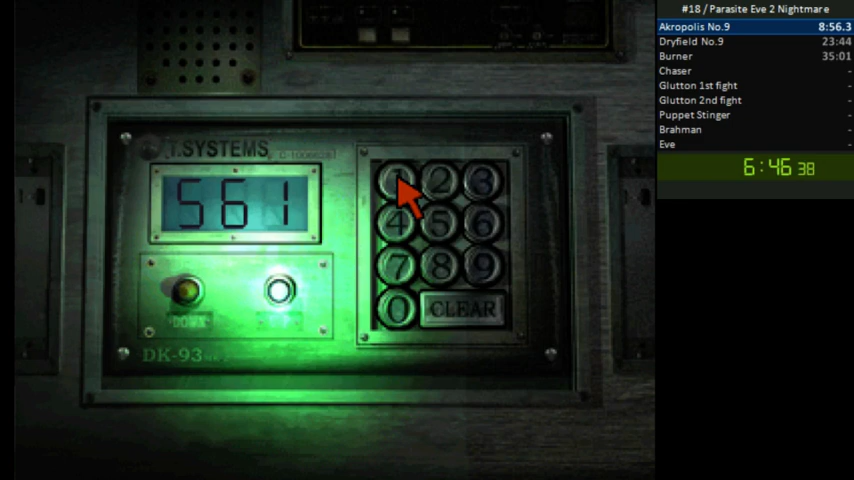 #18 / Parasite Eve 2 Nightmare
Akropolis No.9 8:56.3
Dryfield No.9 23:44
Burner 35:01
Chaser -
Glutton 1st fight -
Glutton 2nd fight -
Puppet Stinger -
Brahman -
Eve -
6:46 38
T.SYSTEMS
561
1 2 3
4 5 6
7 8 9
0 CLEAR
DOWN
DK-93